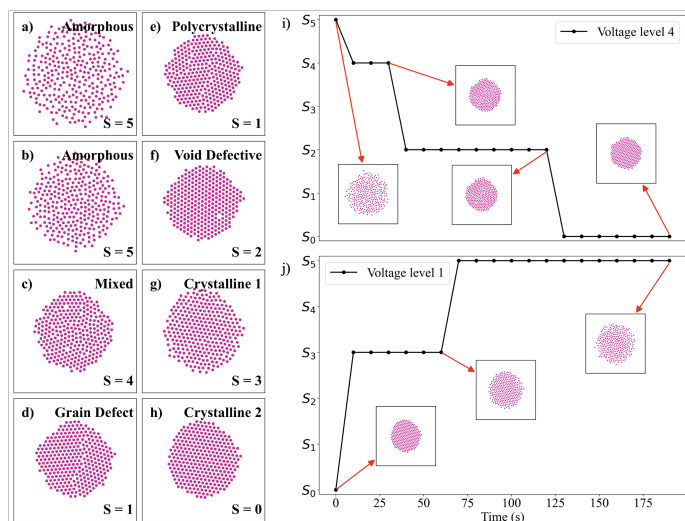 a) Amorphous
S = 5
e) Polycrystalline
S = 1
b) Amorphous
S = 5
f) Void Defective
S = 2
c) Mixed
S = 4
g) Crystalline 1
S = 3
d) Grain Defect
S = 1
h) Crystalline 2
S = 0
i)
Voltage level 4
S5
S4
S3
S2
S1
S0
j)
Voltage level 1
S5
S4
S3
S2
S1
S0
0 25 50 75 100 125 150 175
Time (s)